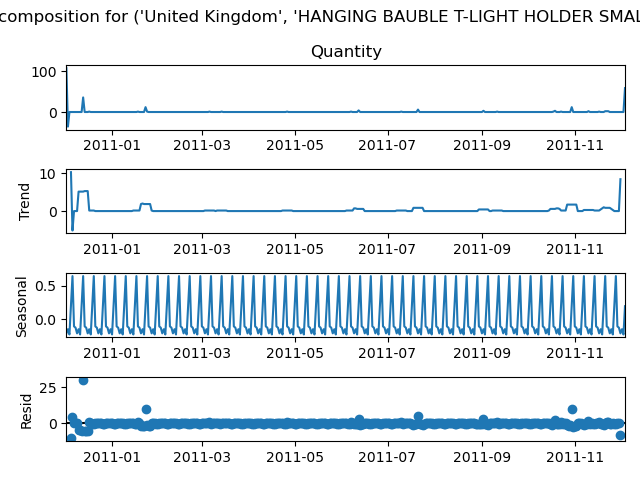 composition for ('United Kingdom', 'HANGING BAUBLE T-LIGHT HOLDER SMAL
Quantity
100
0
2011-01 2011-03 2011-05 2011-07 2011-09 2011-11
Trend
10
0
2011-01 2011-03 2011-05 2011-07 2011-09 2011-11
Seasonal
0.5
0.0
2011-01 2011-03 2011-05 2011-07 2011-09 2011-11
Resid
25
0
2011-01 2011-03 2011-05 2011-07 2011-09 2011-11